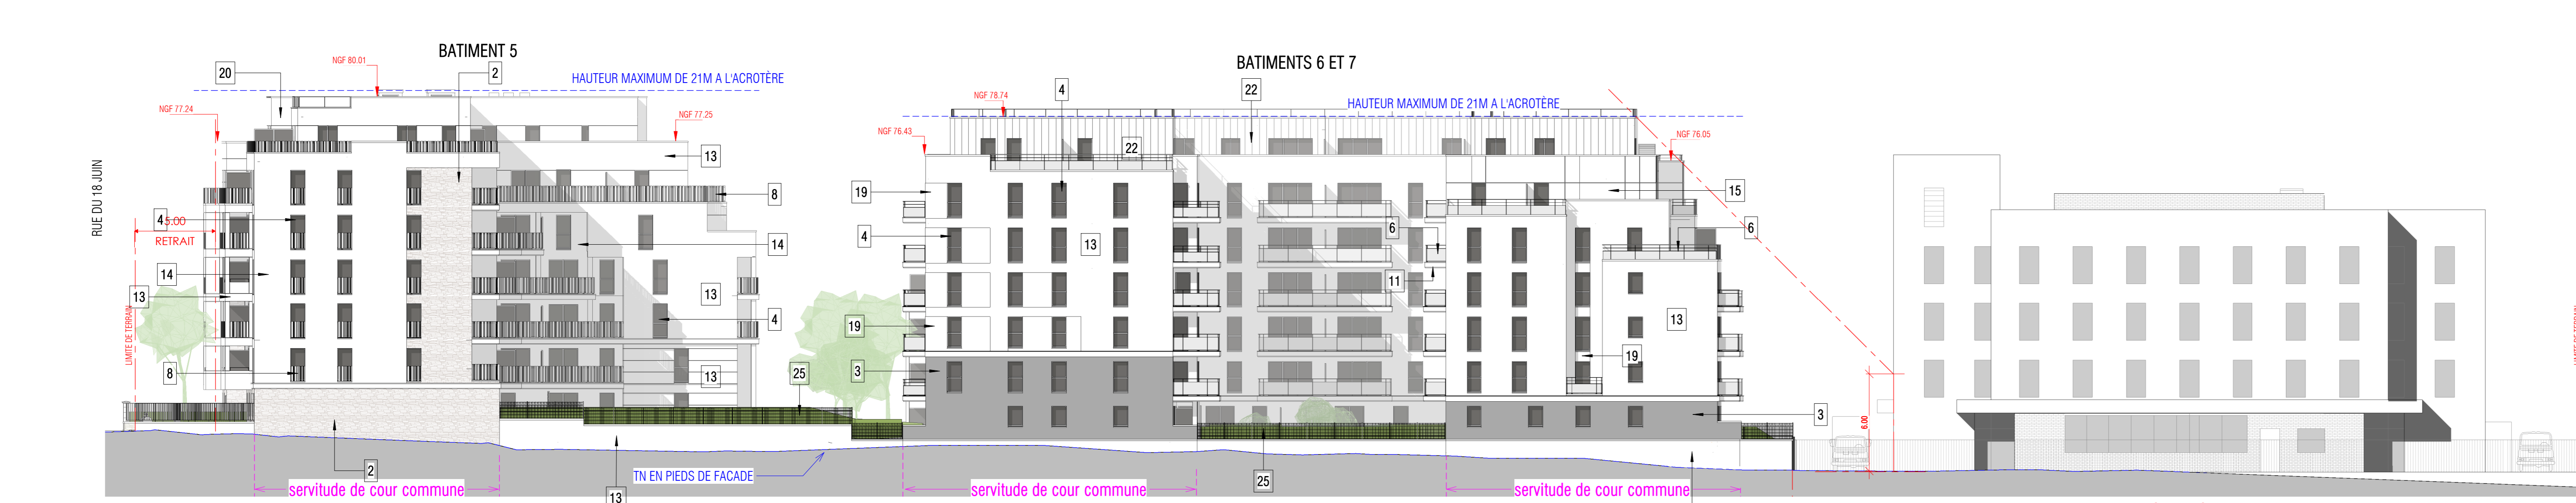 BATIMENT 5
BATIMENTS 6 ET 7
NGF 80.01
20
2
HAUTEUR MAXIMUM DE 21M A L'ACROTÈRE
4
22
NGF 78.74
HAUTEUR MAXIMUM DE 21M A L'ACROTÈRE
NGF 77.24
NGF 77.25
NGF 76.43
NGF 76.05
22
13
RUE DU 18 JUIN
8
19
15
4
5.00
RETRAIT
14
4
13
6
6
14
13
13
11
LIMITE DE TERRAIN
4
19
13
19
8
13
25
3
3
6.00
2
TN EN PIEDS DE FACADE
25
13
servitude de cour commune
servitude de cour commune
servitude de cour commune